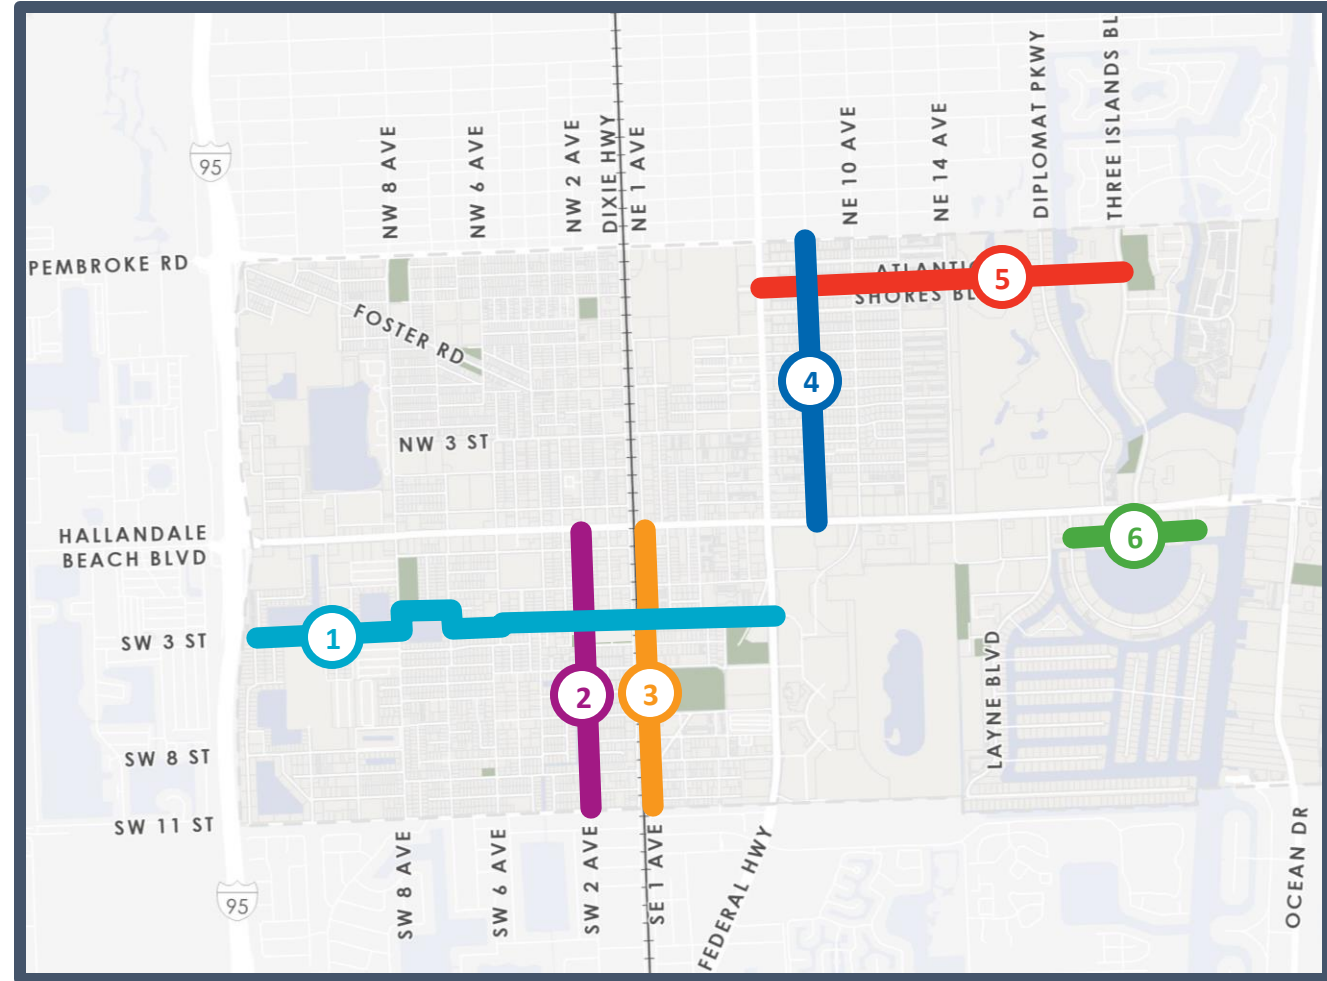 NW 8 AVE
NW 6 AVE
NW 2 AVE
DIXIE HWY
NE 1 AVE
NE 10 AVE
NE 14 AVE
DIPLOMAT PKWY
THREE ISLANDS BL
95
PEMBROKE RD
ATLANTIC
SHORES BL
5
FOSTER RD
4
NW 3 ST
HALLANDALE
BEACH BLVD
6
SW 3 ST
1
2
3
LAYNE BLVD
SW 8 ST
SW 11 ST
95
SW 8 AVE
SW 6 AVE
SW 2 AVE
SE 1 AVE
FEDERAL HWY
OCEAN DR